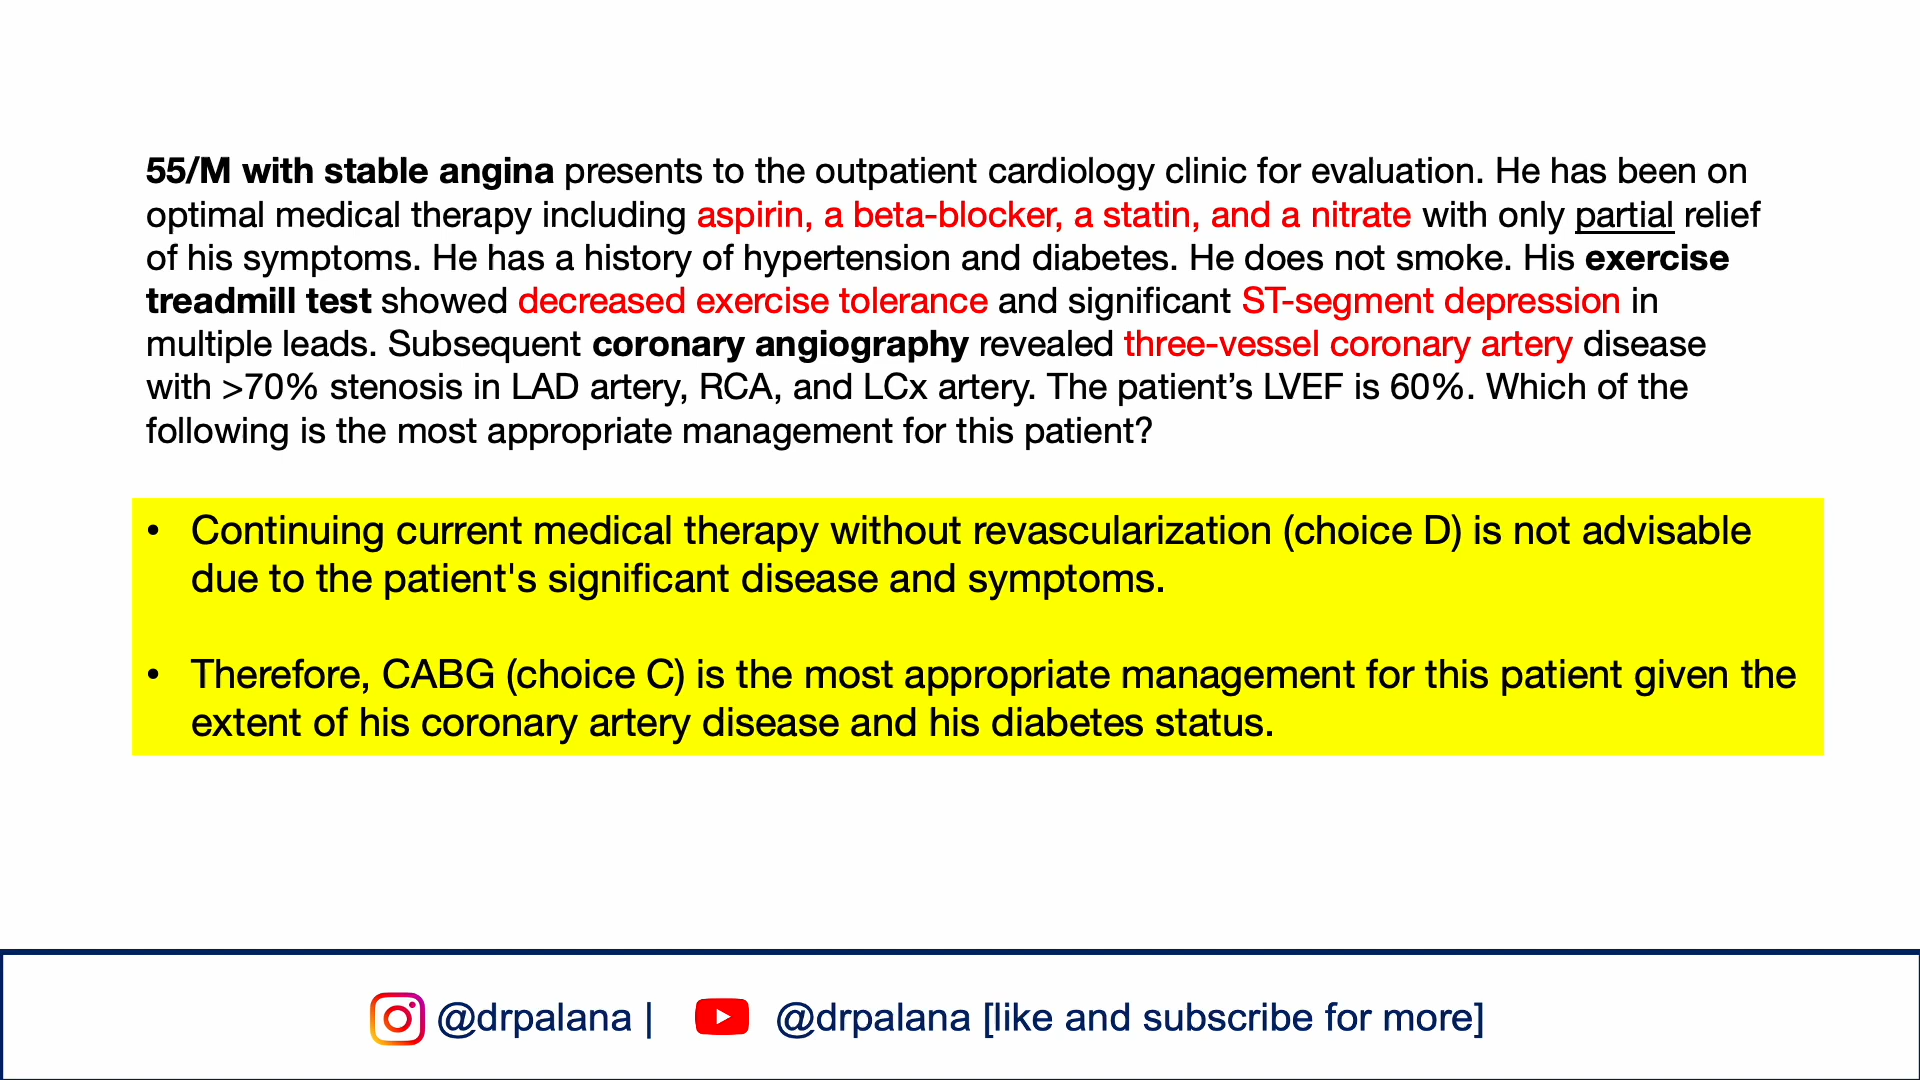 55/M with stable angina presents to the outpatient cardiology clinic for evaluation. He has been on
optimal medical therapy including aspirin, a beta-blocker, a statin, and a nitrate with only partial relief
of his symptoms. He has a history of hypertension and diabetes. He does not smoke. His exercise
treadmill test showed decreased exercise tolerance and significant ST-segment depression in
multiple leads. Subsequent coronary angiography revealed three-vessel coronary artery disease
with >70% stenosis in LAD artery, RCA, and LCx artery. The patient’s LVEF is 60%. Which of the
following is the most appropriate management for this patient?
• Continuing current medical therapy without revascularization (choice D) is not advisable
due to the patient's significant disease and symptoms.
• Therefore, CABG (choice C) is the most appropriate management for this patient given the
extent of his coronary artery disease and his diabetes status.
@drpalana | @drpalana [like and subscribe for more]